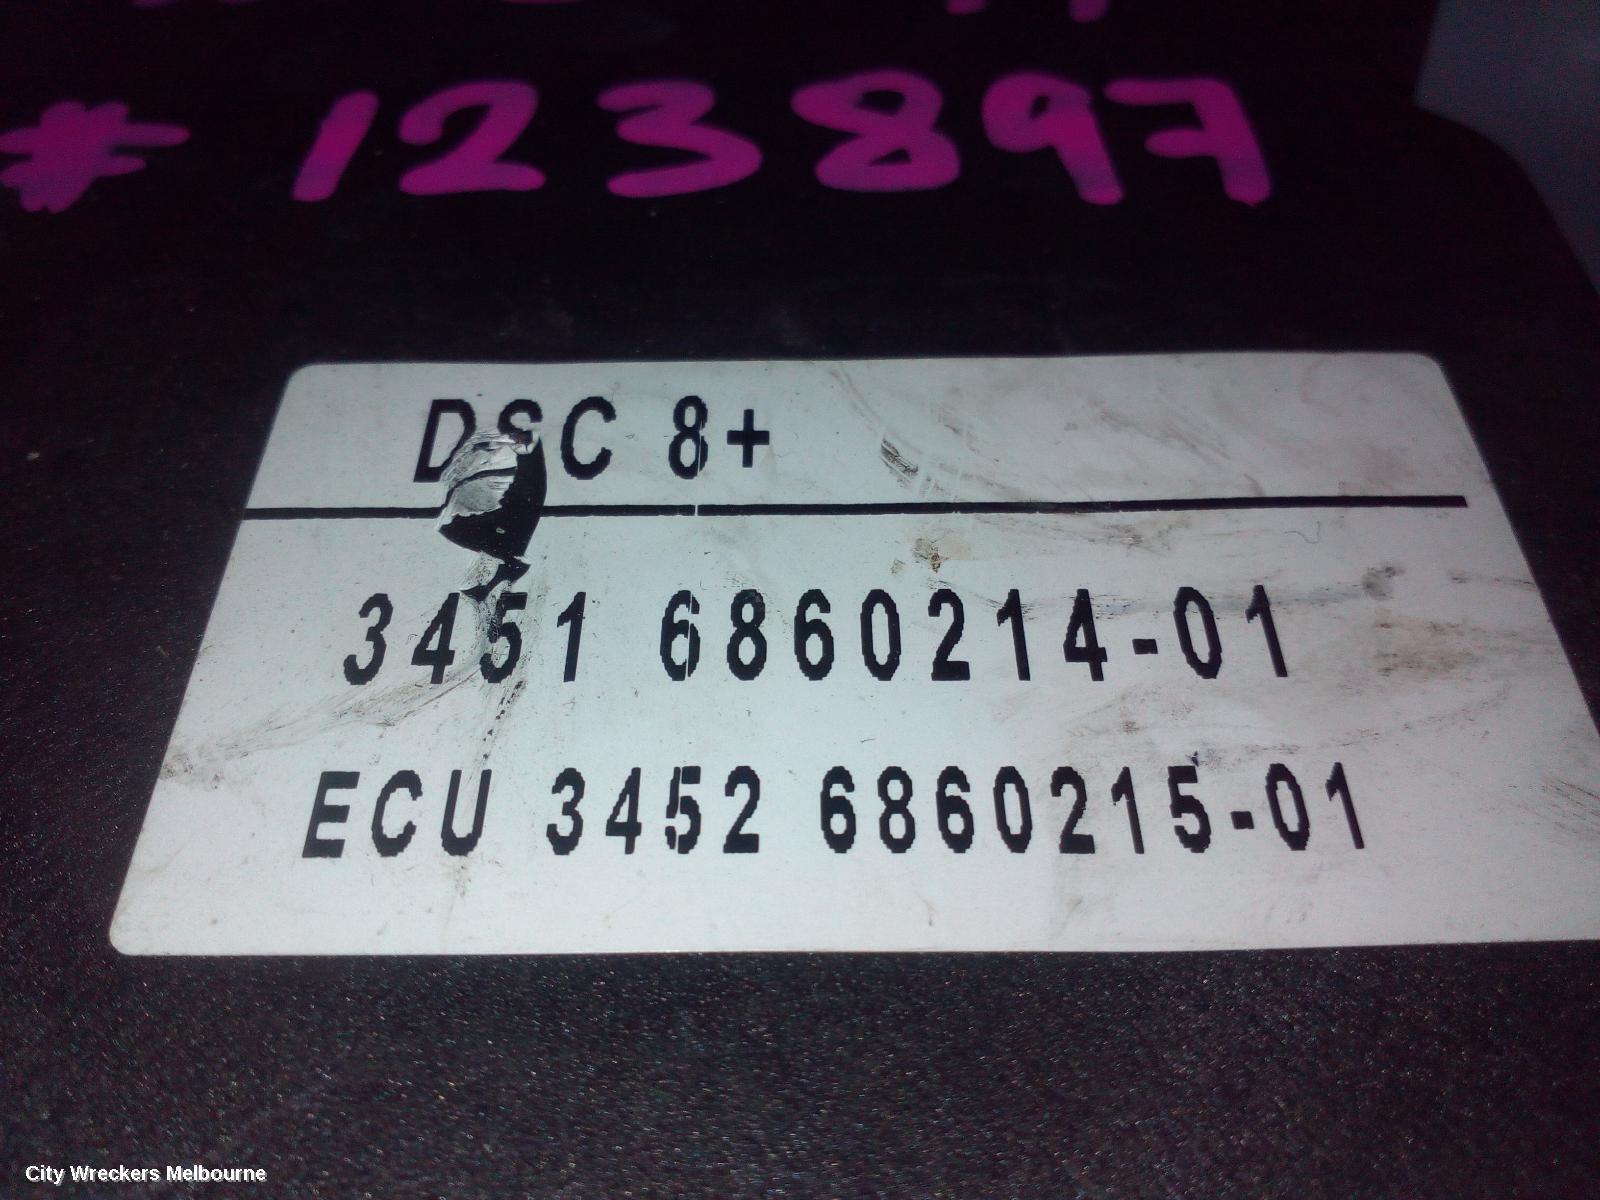 * 123897
DSC 8+
3451 6860214-01
ECU 3452 6860215-01
City Wreckers Melbourne